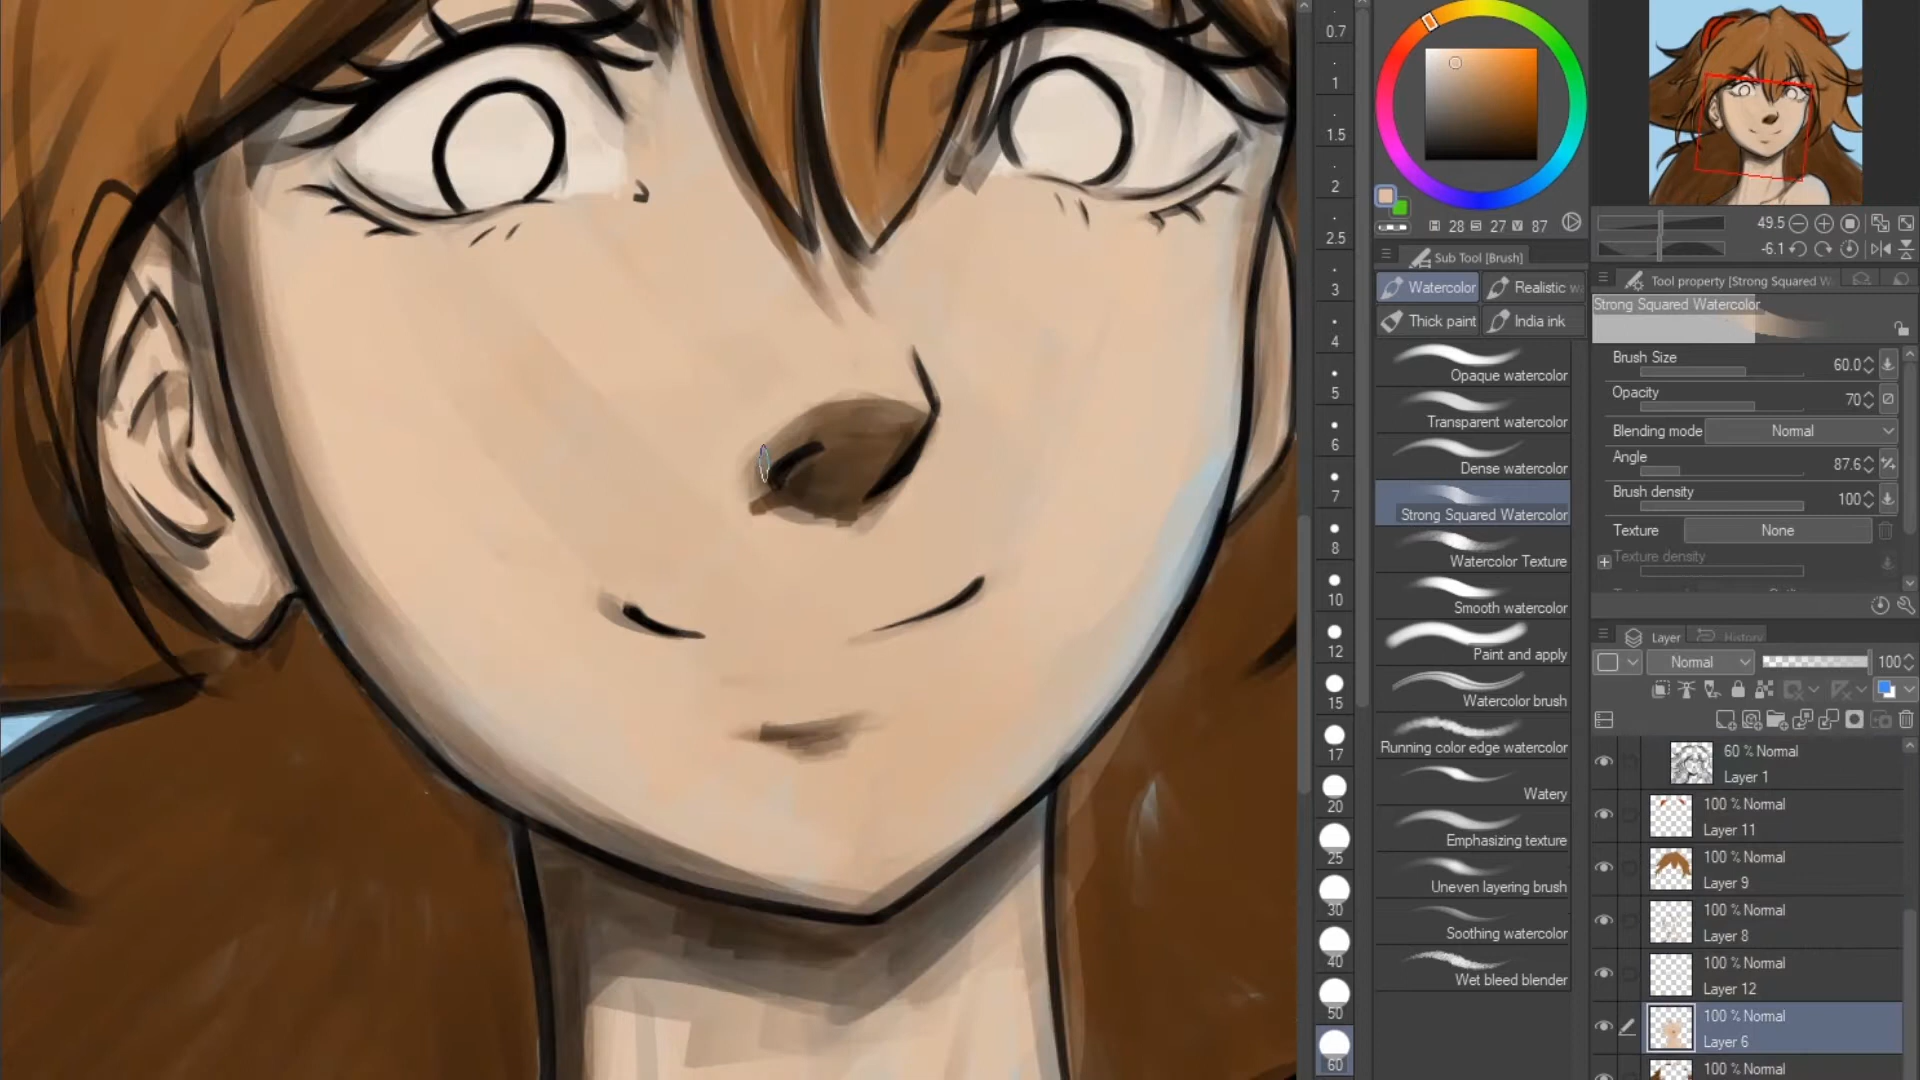 0.7
1
1.5
2
2.5
3
4
5
6
7
8
10
12
15
17
20
25
30
40
50
60
H 28 S 27 V 87
Sub Tool [Brush]
Watercolor
Realistic w
Thick paint
India ink
Opaque watercolor
Transparent watercolor
Dense watercolor
Strong Squared Watercolor
Watercolor Texture
Smooth watercolor
Paint and apply
Watercolor brush
Running color edge watercolor
Watery
Emphasizing texture
Uneven layering brush
Soothing watercolor
Wet bleed blender
49.5
-6.1
Tool property [Strong Squared W
Strong Squared Watercolor
Brush Size 60.0
Opacity 70
Blending mode Normal
Angle 87.6
Brush density 100
Texture None
Texture density
Layer History
Normal 100
60 % Normal
Layer 1
100 % Normal
Layer 11
100 % Normal
Layer 9
100 % Normal
Layer 8
100 % Normal
Layer 12
100 % Normal
Layer 6
100 % Normal